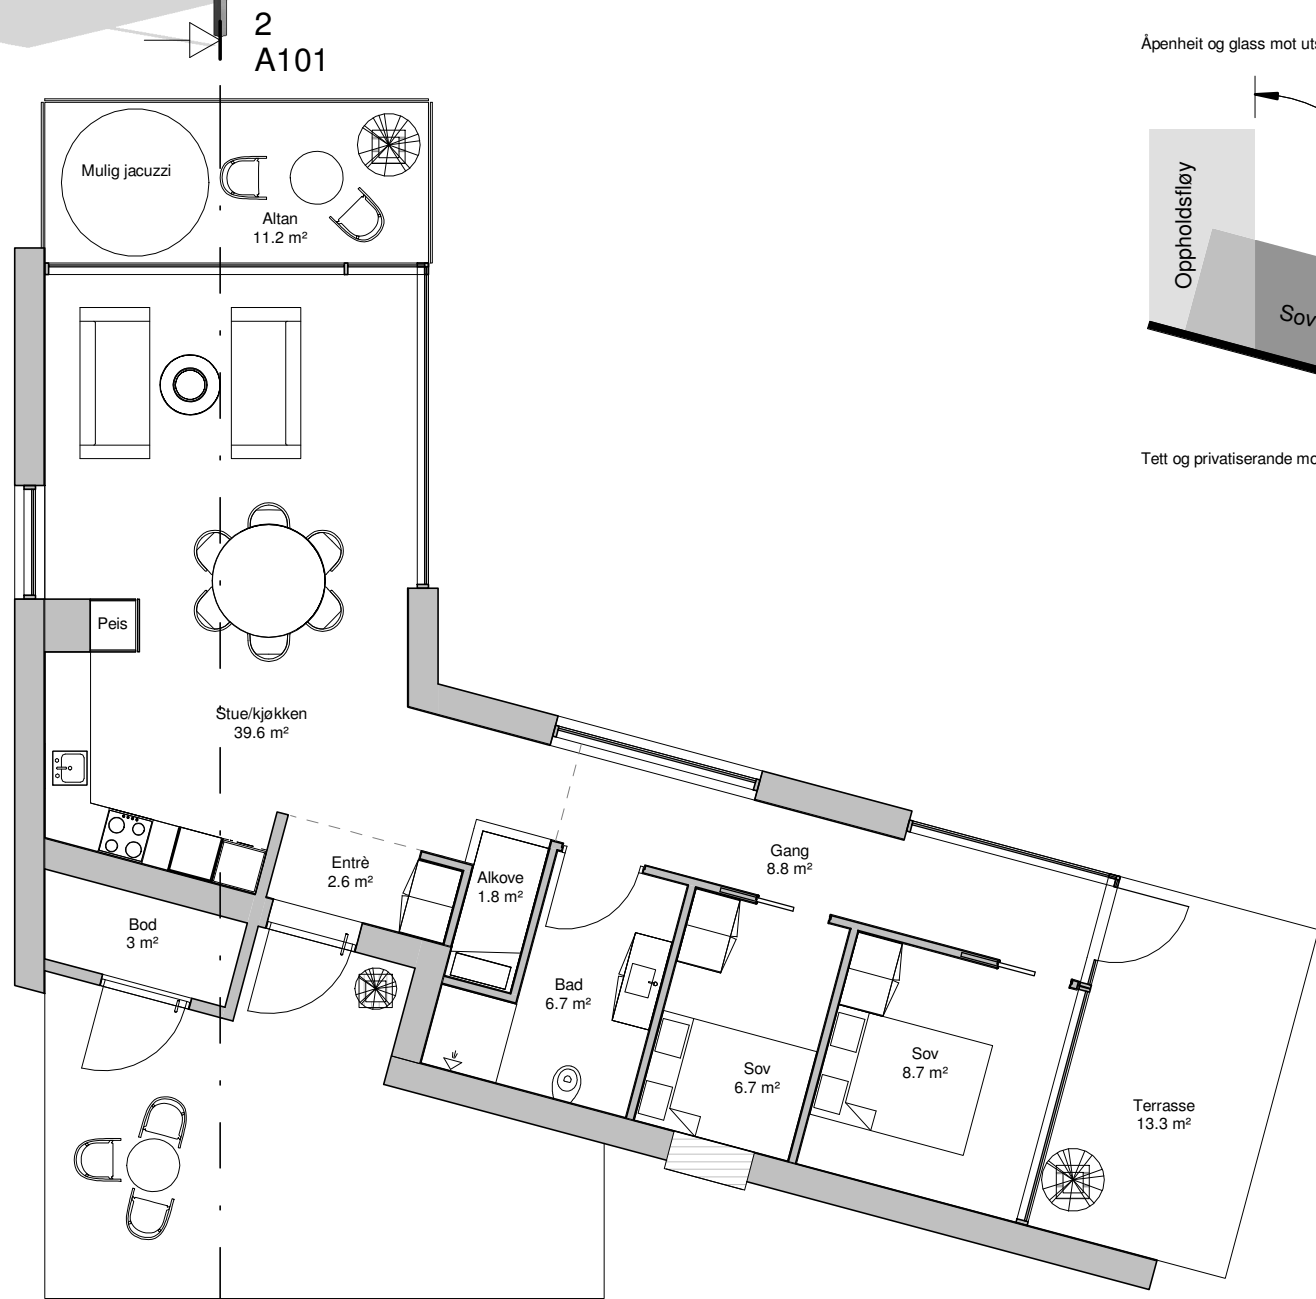 2
A101
Åpenheit og glass mot
Mulig jacuzzi
Altan
11.2 m²
Oppholdsfløy
Sov
Tett og privatiserande
Peis
Stue/kjøkken
39.6 m²
Entrè
2.6 m²
Alkove
1.8 m²
Gang
8.8 m²
Bod
3 m²
Bad
6.7 m²
Sov
6.7 m²
Sov
8.7 m²
Terrasse
13.3 m²